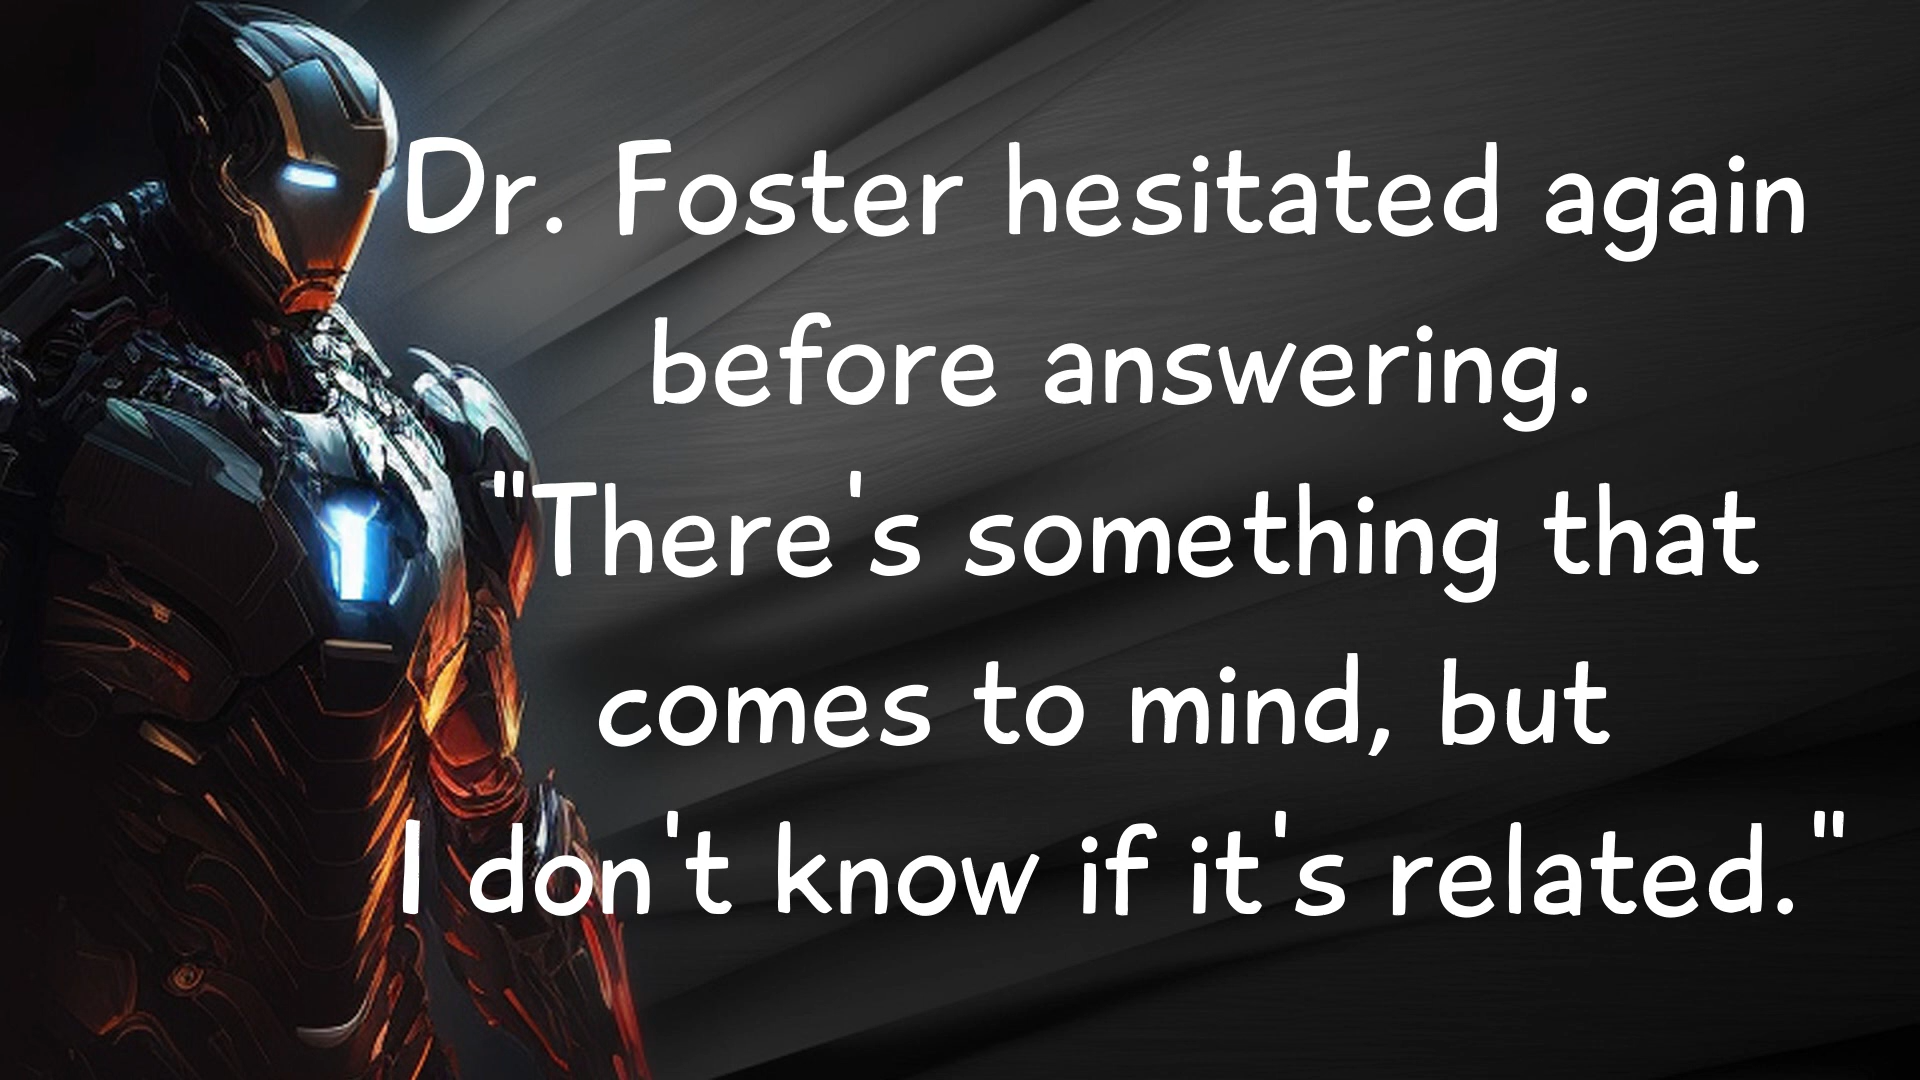 Dr. Foster hesitated again
before answering.
"There's something that
comes to mind, but
I don't know if it's related."